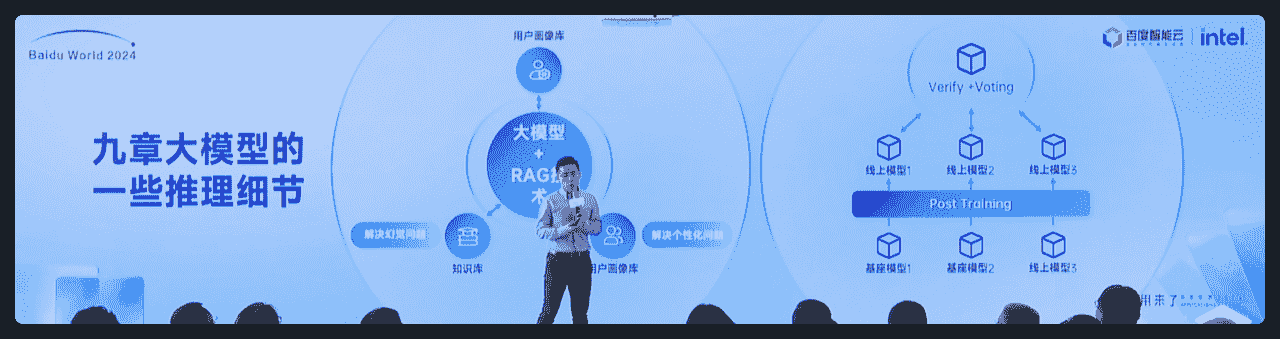 Baidu World 2024
九章大模型的
一些推理细节
用户画像库
大模型
+
RAG技
术
解决幻觉问题
解决个性化问题
知识库
用户画像库
百度智能云
intel.
Verify +Voting
线上模型1
线上模型2
线上模型3
Post Training
基座模型1
基座模型2
线上模型3
用来了